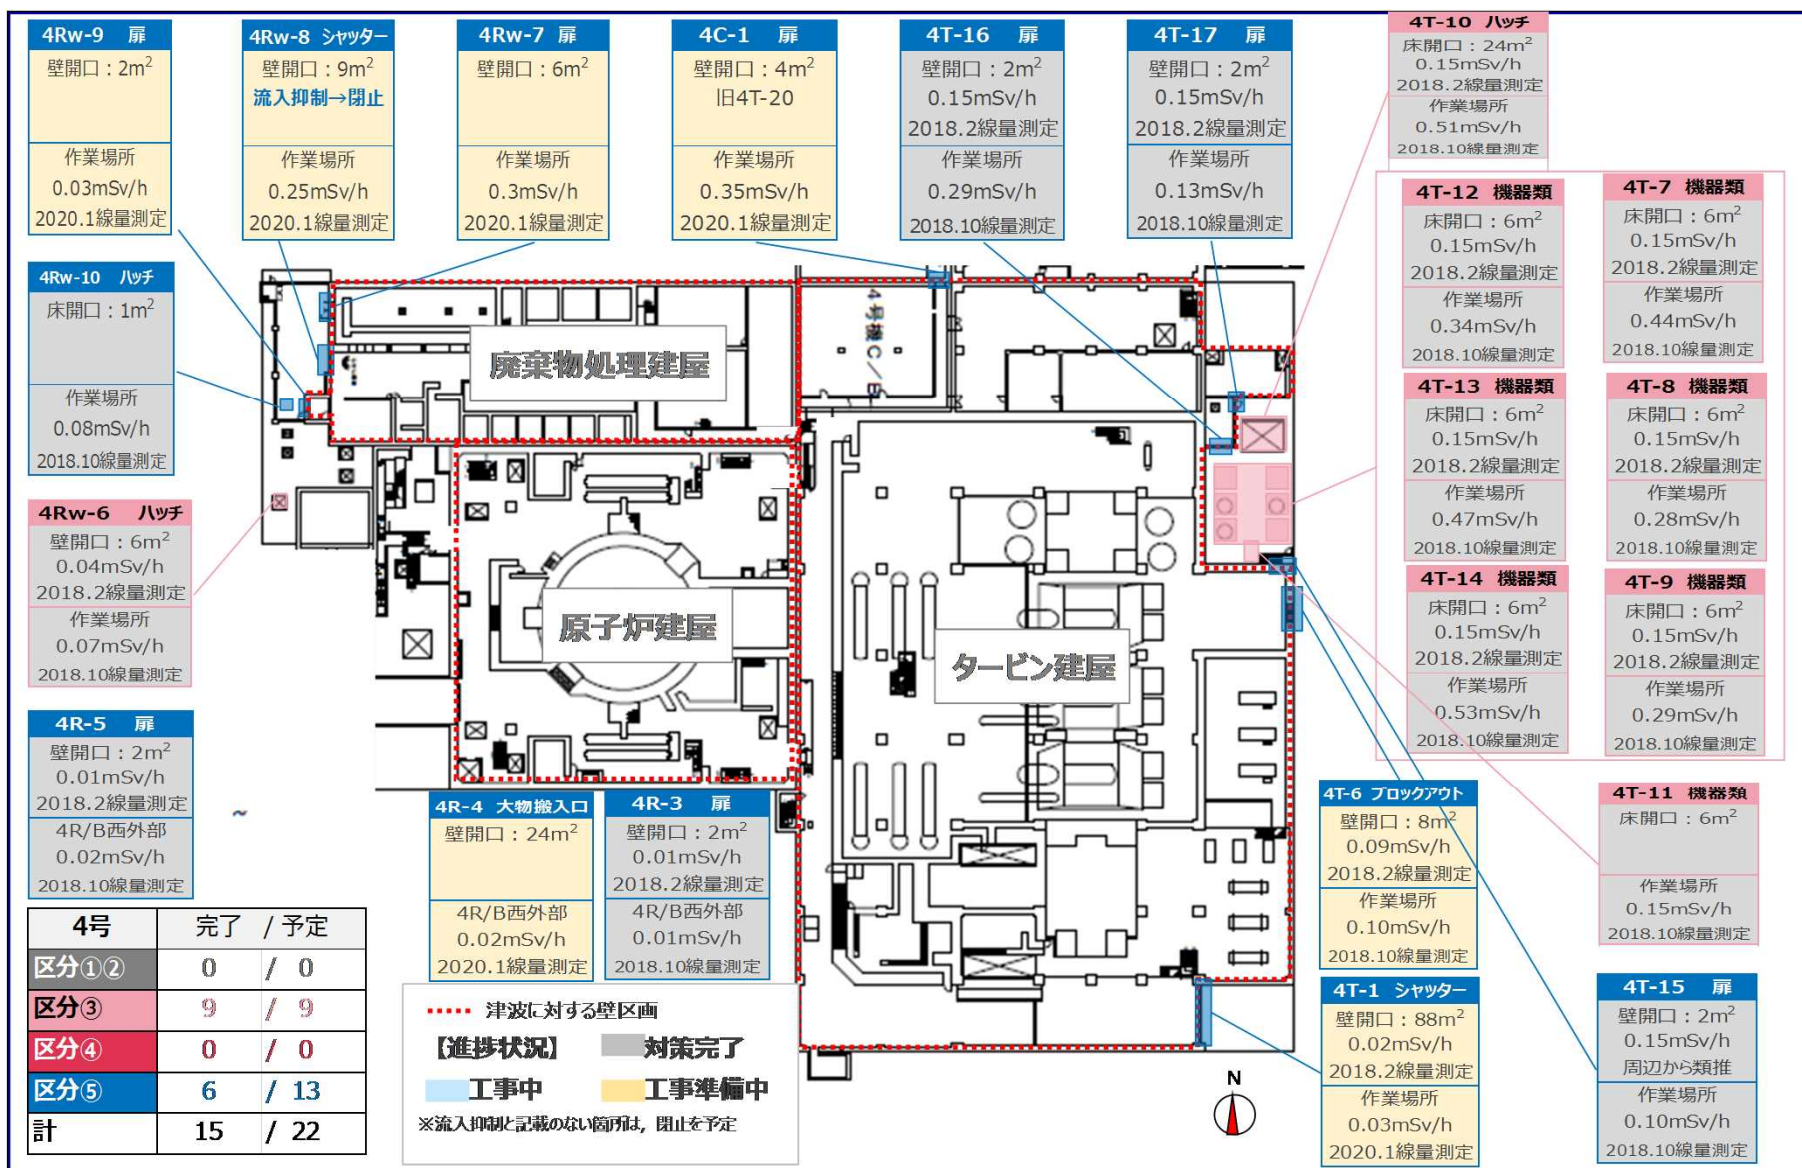 4Rw-9 扉
壁開口：2m²
作業場所
0.03mSv/h
2020.1線量測定
4Rw-8 シャッター
壁開口：9m²
流入抑制→閉止
作業場所
0.25mSv/h
2020.1線量測定
4Rw-7 扉
壁開口：6m²
作業場所
0.3mSv/h
2020.1線量測定
4C-1 扉
壁開口：4m²
旧4T-20
作業場所
0.35mSv/h
2020.1線量測定
4T-16 扉
壁開口：2m²
0.15mSv/h
2018.2線量測定
作業場所
0.29mSv/h
2018.10線量測定
4T-17 扉
壁開口：2m²
0.15mSv/h
2018.2線量測定
作業場所
0.13mSv/h
2018.10線量測定
4T-10 ハッチ
床開口：24m²
0.15mSv/h
2018.2線量測定
作業場所
0.51mSv/h
2018.10線量測定
4T-12 機器類
床開口：6m²
0.15mSv/h
2018.2線量測定
作業場所
0.34mSv/h
2018.10線量測定
4T-7 機器類
床開口：6m²
0.15mSv/h
2018.2線量測定
作業場所
0.44mSv/h
2018.10線量測定
4T-13 機器類
床開口：6m²
0.15mSv/h
2018.2線量測定
作業場所
0.47mSv/h
2018.10線量測定
4T-8 機器類
床開口：6m²
0.15mSv/h
2018.2線量測定
作業場所
0.28mSv/h
2018.10線量測定
4T-14 機器類
床開口：6m²
0.15mSv/h
2018.2線量測定
作業場所
0.53mSv/h
2018.10線量測定
4T-9 機器類
床開口：6m²
0.15mSv/h
2018.2線量測定
作業場所
0.29mSv/h
2018.10線量測定
4Rw-10 ハッチ
床開口：1m²
作業場所
0.08mSv/h
2018.10線量測定
4Rw-6 ハッチ
壁開口：6m²
0.04mSv/h
2018.2線量測定
作業場所
0.07mSv/h
2018.10線量測定
4R-5 扉
壁開口：2m²
0.01mSv/h
2018.2線量測定
4R/B西外部
0.02mSv/h
2018.10線量測定
~
廃棄物処理建屋
4号機C／B
原子炉建屋
タービン建屋
4R-4 大物搬入口
壁開口：24m²
4R/B西外部
0.02mSv/h
2020.1線量測定
4R-3 扉
壁開口：2m²
0.01mSv/h
2018.2線量測定
4R/B西外部
0.01mSv/h
2018.10線量測定
4T-6 ブロックアウト
壁開口：8m²
0.09mSv/h
2018.2線量測定
作業場所
0.10mSv/h
2018.10線量測定
4T-11 機器類
床開口：6m²
作業場所
0.15mSv/h
2018.10線量測定
4T-1 シャッター
壁開口：88m²
0.02mSv/h
2018.2線量測定
作業場所
0.03mSv/h
2020.1線量測定
4T-15 扉
壁開口：2m²
0.15mSv/h
周辺から類推
作業場所
0.10mSv/h
2018.10線量測定
4号 完了 / 予定
区分①② 0 / 0
区分③ 9 / 9
区分④ 0 / 0
区分⑤ 6 / 13
計 15 / 22
津波に対する壁区画
【進捗状況】 対策完了
工事中 工事準備中
※流入抑制と記載のない箇所は，閉止を予定
N